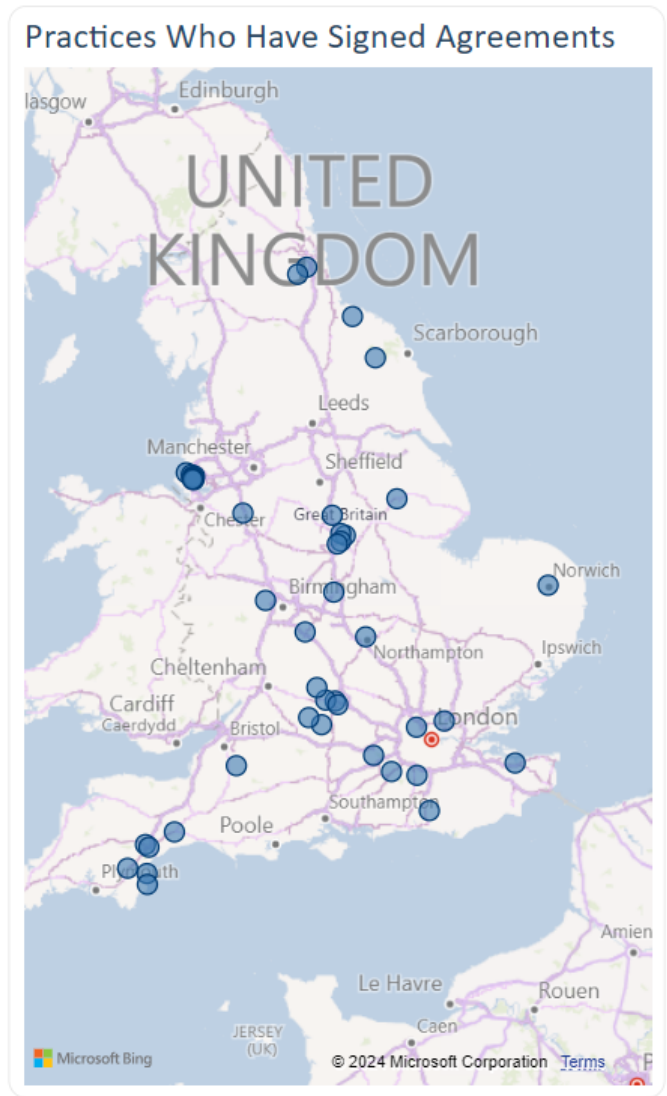 Practices Who Have Signed Agreements
lasgow
Edinburgh
UNITED
KINGDOM
Scarborough
Leeds
Manchester
Sheffield
Chester
Great Britain
Norwich
Birmingham
Ipswich
Northampton
Cheltenham
Cardiff
Caerdydd
London
Bristol
Southampton
Poole
Plymouth
Amien
Le Havre
Rouen
Caen
JERSEY
(UK)
Microsoft Bing
© 2024 Microsoft Corporation Terms
P